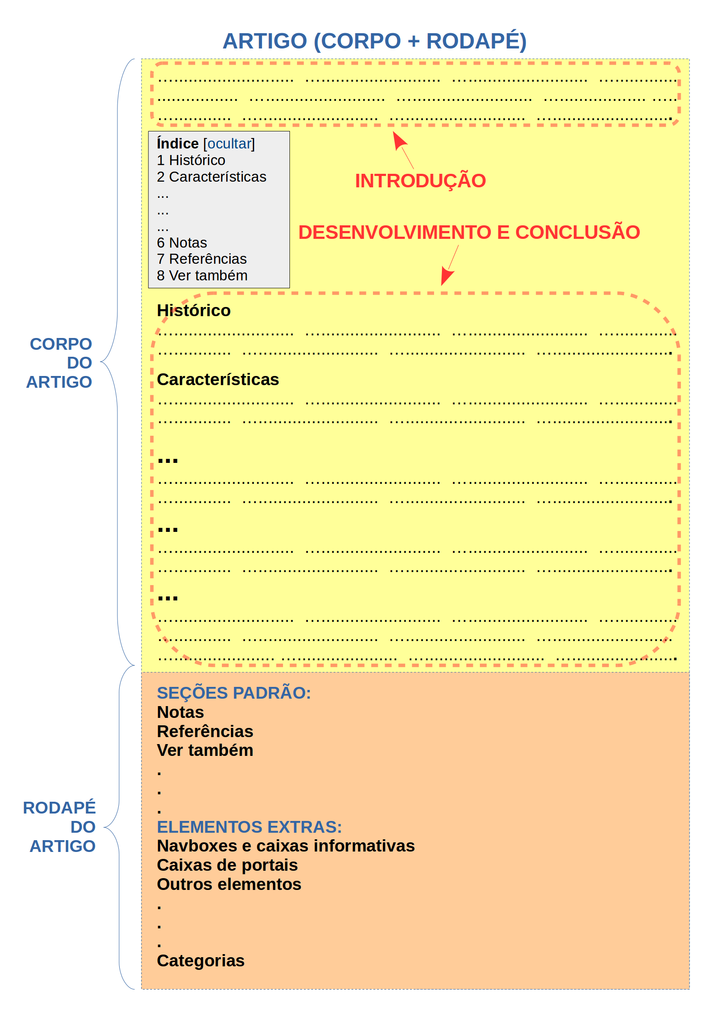 ARTIGO (CORPO + RODAPÉ)
Índice [ocultar]
1 Histórico
2 Características
...
...
...
6 Notas
7 Referências
8 Ver também
INTRODUÇÃO
DESENVOLVIMENTO E CONCLUSÃO
Histórico
CORPO
DO
ARTIGO
Características
...
...
...
SEÇÕES PADRÃO:
Notas
Referências
Ver também
.
.
.
RODAPÉ
DO
ARTIGO
ELEMENTOS EXTRAS:
Navboxes e caixas informativas
Caixas de portais
Outros elementos
.
.
.
Categorias